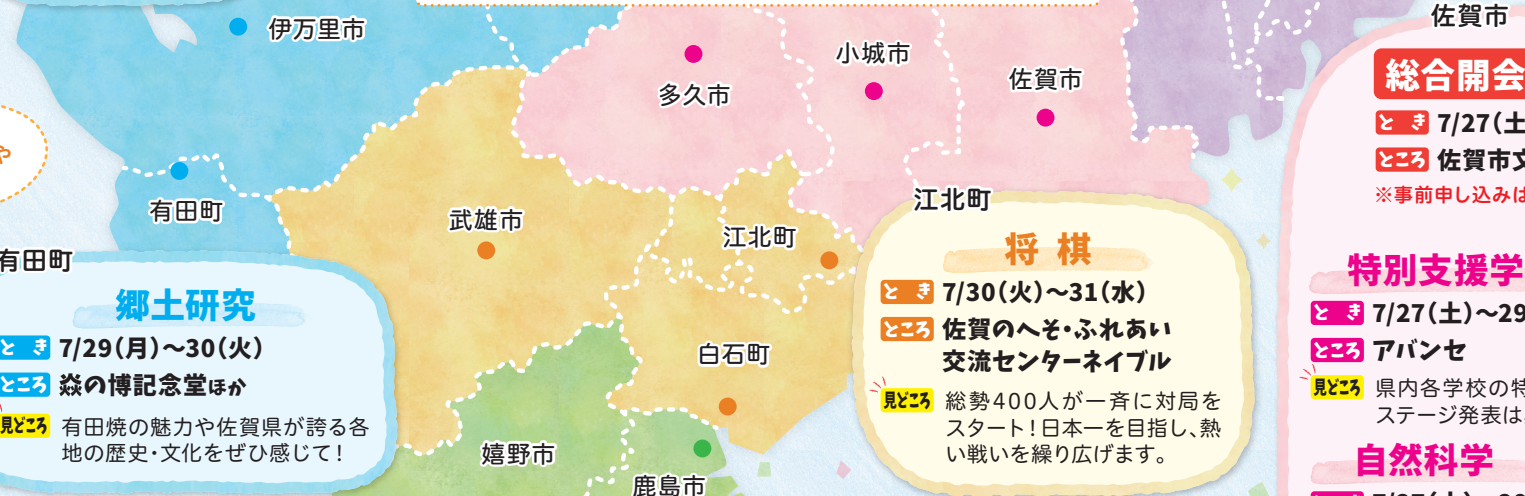 伊万里市
多久市
小城市
佐賀市
有田町
武雄市
江北町
白石町
嬉野市
鹿島市
や
有田町
郷土研究
とき 7/29(月)〜30(火)
ところ 炎の博記念堂ほか
見どころ 有田焼の魅力や佐賀県が誇る各
地の歴史・文化をぜひ感じて！
江北町
将棋
とき 7/30(火)〜31(水)
ところ 佐賀のへそ・ふれあい
交流センターネイブル
見どころ 総勢400人が一斉に対局を
スタート！日本一を目指し、熱
い戦いを繰り広げます。
佐賀市
総合開会
とき 7/27(土
ところ 佐賀市文
※事前申し込みは
特別支援学
とき 7/27(土)〜29
ところ アバンセ
見どころ 県内各学校の特
ステージ発表は
自然科学